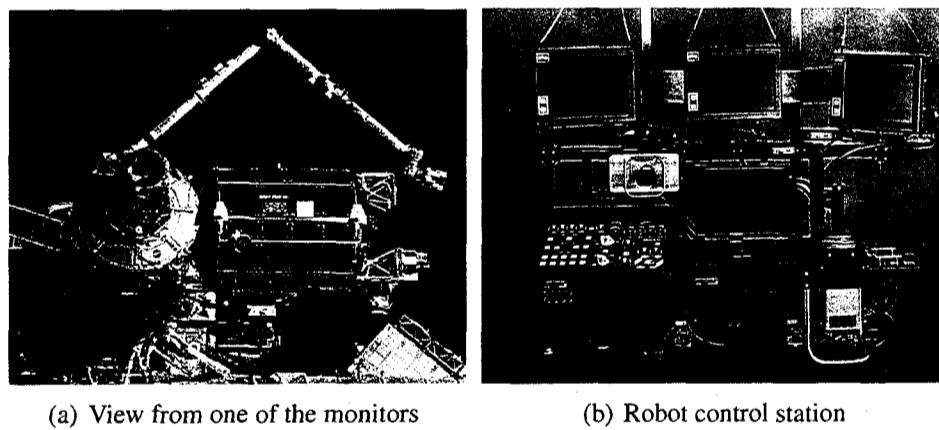 (a) View from one of the monitors
(b) Robot control station